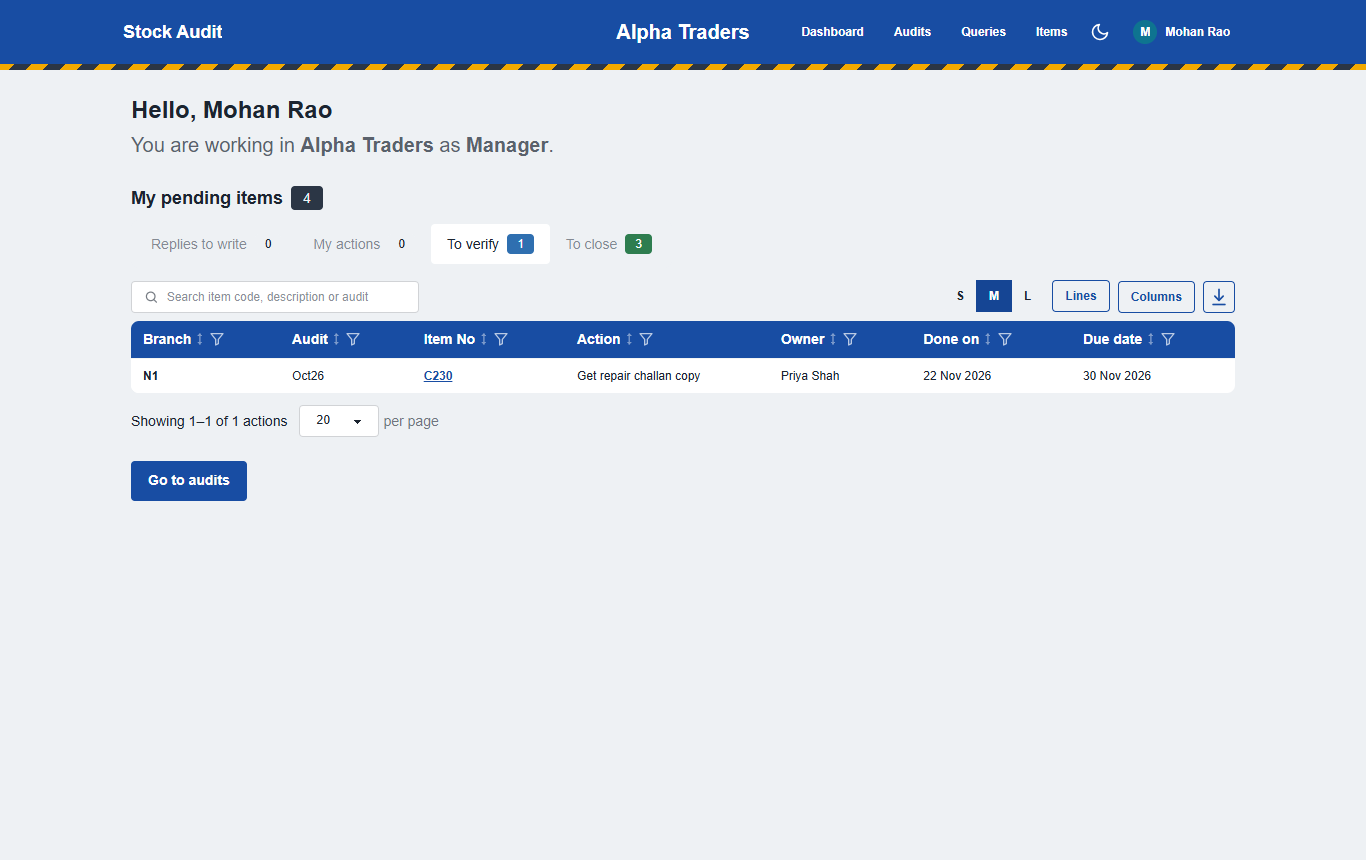 Stock Audit
Alpha Traders
Dashboard Audits Queries Items M Mohan Rao
Hello, Mohan Rao
You are working in Alpha Traders as Manager.
My pending items 4
Replies to write 0 My actions 0 To verify 1 To close 3
Search item code, description or audit
S M L Lines Columns
Branch Audit Item No Action Owner Done on Due date
N1 Oct26 C230 Get repair challan copy Priya Shah 22 Nov 2026 30 Nov 2026
Showing 1–1 of 1 actions 20 per page
Go to audits